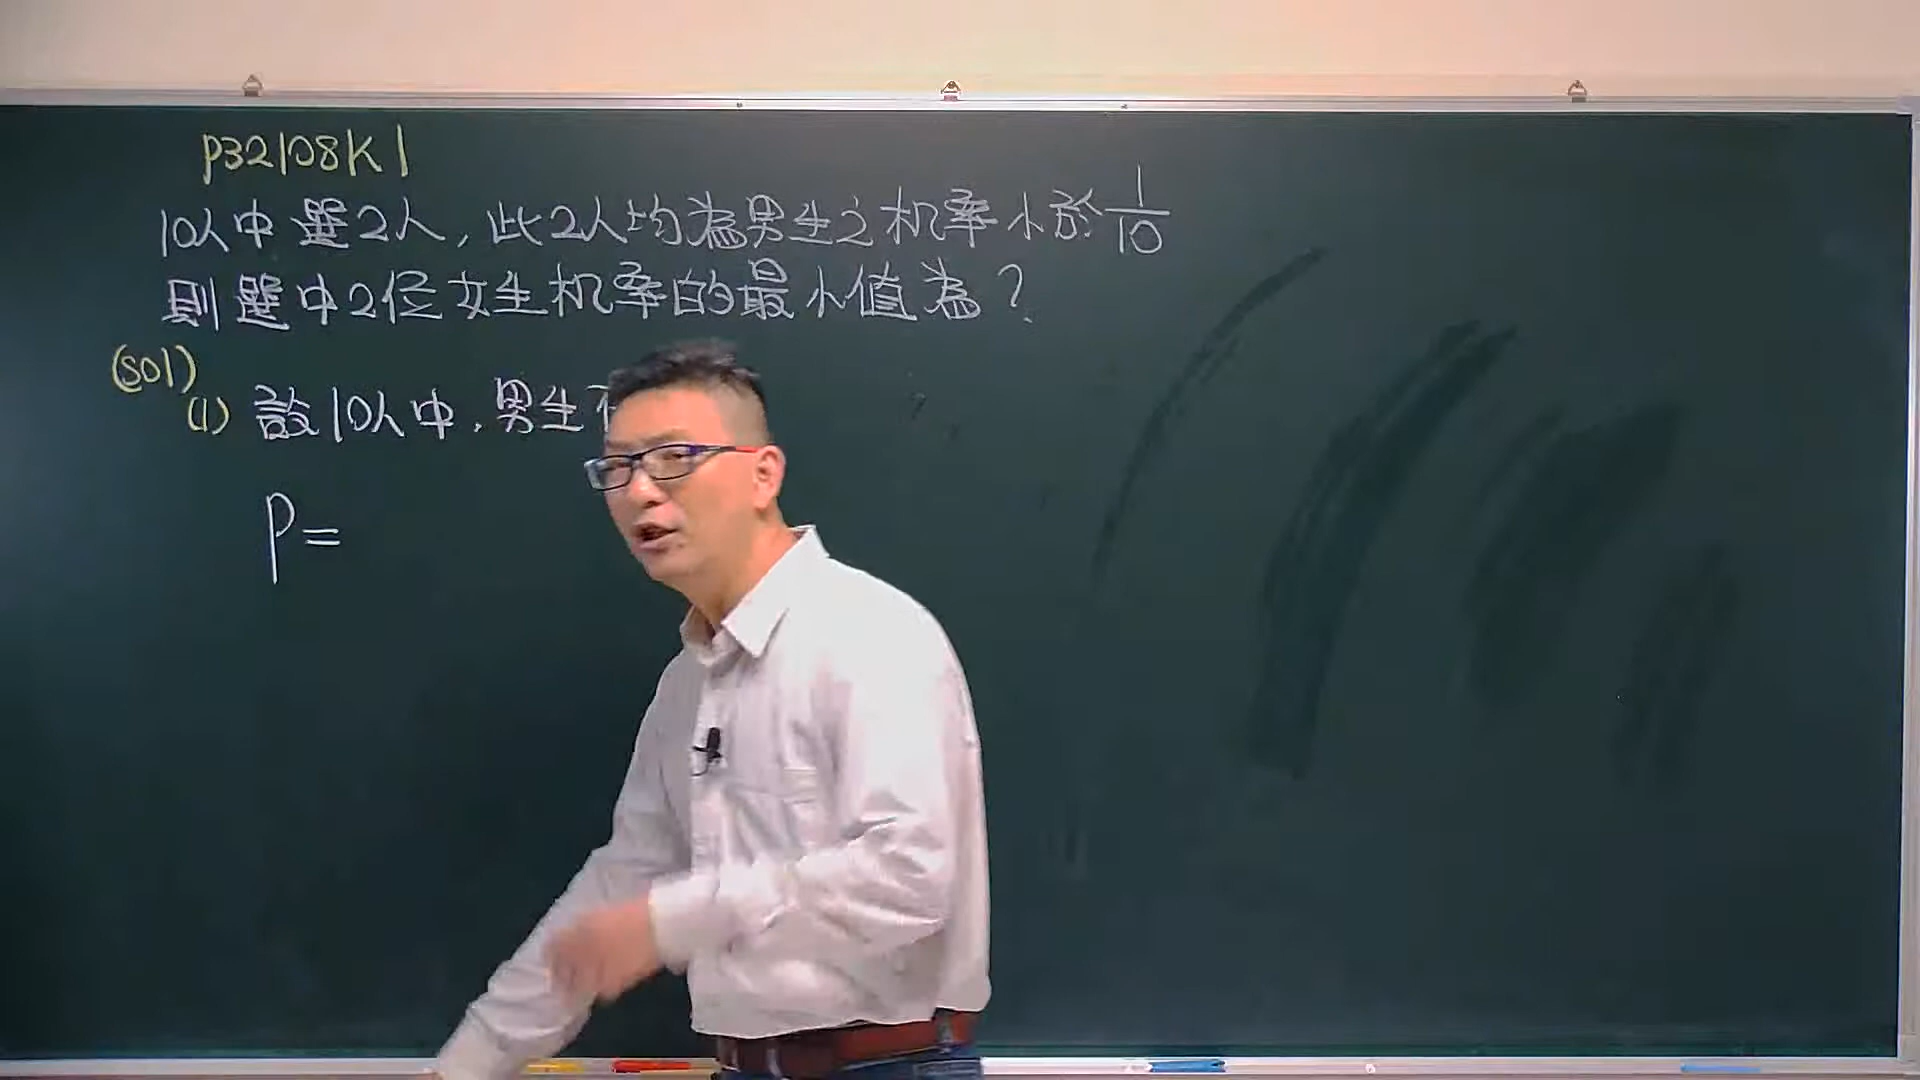 P32108K1
10人中選2人,此2人均為男生之机率小於1/10
則選中2位女生机率的最小值為?
(sol)
(1) 設10人中,男生
P=